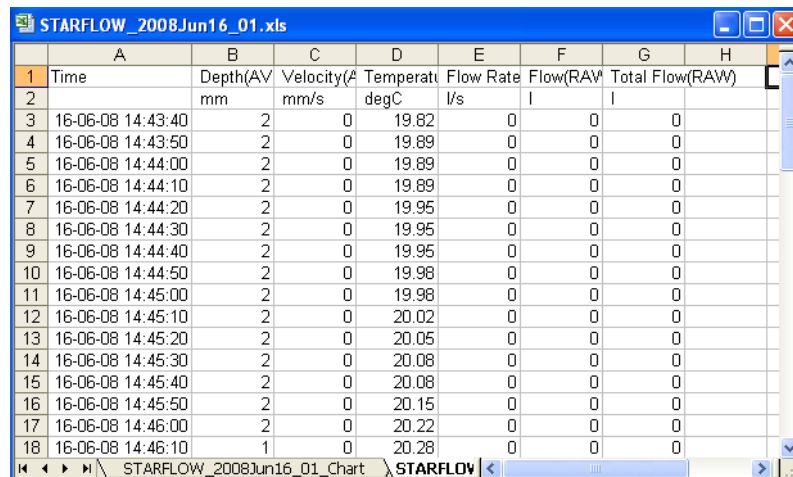 STARFLOW_2008Jun16_01.xls
A B C D E F G H
1 Time Depth(AV Velocity(A Temperatu Flow Rate Flow(RAW Total Flow(RAW)
2 mm mm/s degC l/s l l
3 16-06-08 14:43:40 2 0 19.82 0 0 0
4 16-06-08 14:43:50 2 0 19.89 0 0 0
5 16-06-08 14:44:00 2 0 19.89 0 0 0
6 16-06-08 14:44:10 2 0 19.89 0 0 0
7 16-06-08 14:44:20 2 0 19.95 0 0 0
8 16-06-08 14:44:30 2 0 19.95 0 0 0
9 16-06-08 14:44:40 2 0 19.95 0 0 0
10 16-06-08 14:44:50 2 0 19.98 0 0 0
11 16-06-08 14:45:00 2 0 19.98 0 0 0
12 16-06-08 14:45:10 2 0 20.02 0 0 0
13 16-06-08 14:45:20 2 0 20.05 0 0 0
14 16-06-08 14:45:30 2 0 20.08 0 0 0
15 16-06-08 14:45:40 2 0 20.08 0 0 0
16 16-06-08 14:45:50 2 0 20.15 0 0 0
17 16-06-08 14:46:00 2 0 20.22 0 0 0
18 16-06-08 14:46:10 1 0 20.28 0 0 0
STARFLOW_2008Jun16_01_Chart STARFLOW